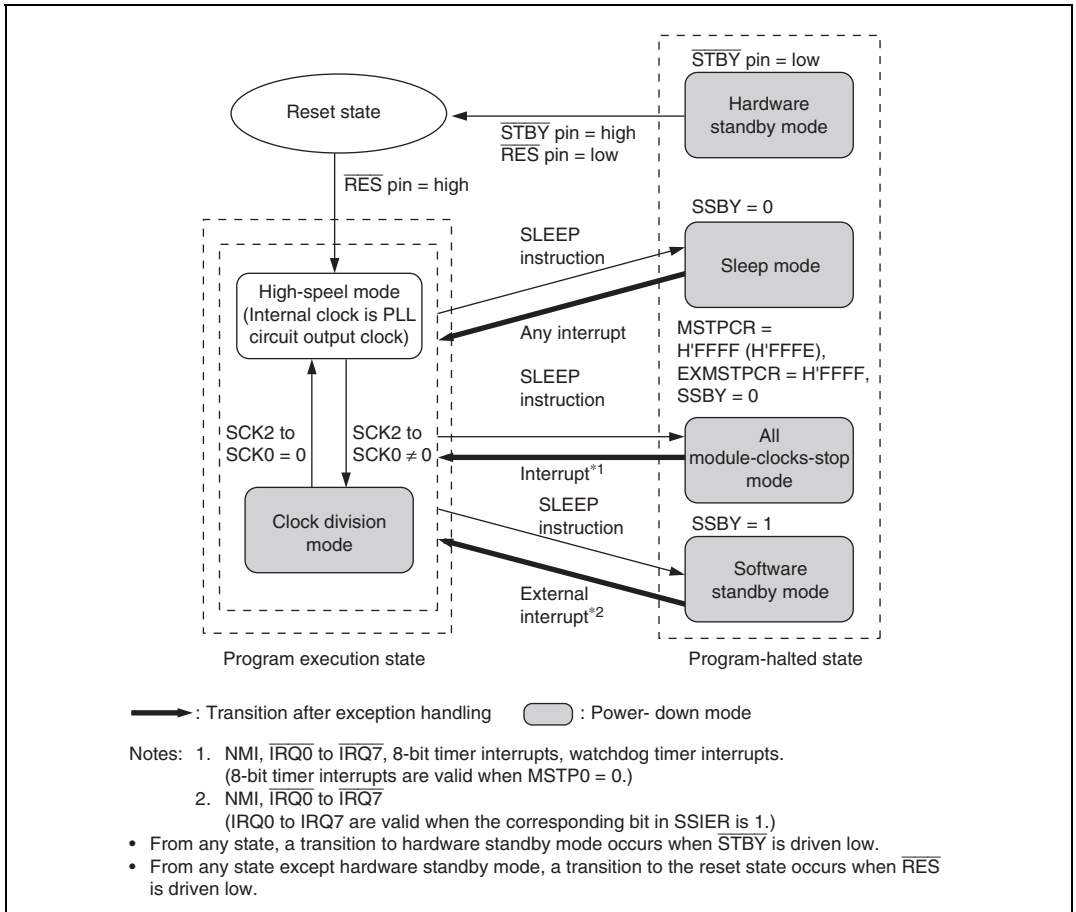 STBY pin = low
Hardware
standby mode
Reset state
STBY pin = high
RES pin = low
RES pin = high
SSBY = 0
SLEEP
instruction
Sleep mode
High-speel mode
(Internal clock is PLL
circuit output clock)
Any interrupt
MSTPCR =
H'FFFF (H'FFFE),
EXMSTPCR = H'FFFF,
SSBY = 0
SLEEP
instruction
SCK2 to
SCK0 = 0
SCK2 to
SCK0 ≠ 0
All
module-clocks-stop
mode
Interrupt*1
SLEEP
instruction
SSBY = 1
Clock division
mode
Software
standby mode
External
interrupt*2
Program execution state
Program-halted state
: Transition after exception handling
: Power- down mode
Notes: 1. NMI, IRQ0 to IRQ7, 8-bit timer interrupts, watchdog timer interrupts.
(8-bit timer interrupts are valid when MSTP0 = 0.)
2. NMI, IRQ0 to IRQ7
(IRQ0 to IRQ7 are valid when the corresponding bit in SSIER is 1.)
• From any state, a transition to hardware standby mode occurs when STBY is driven low.
• From any state except hardware standby mode, a transition to the reset state occurs when RES
is driven low.